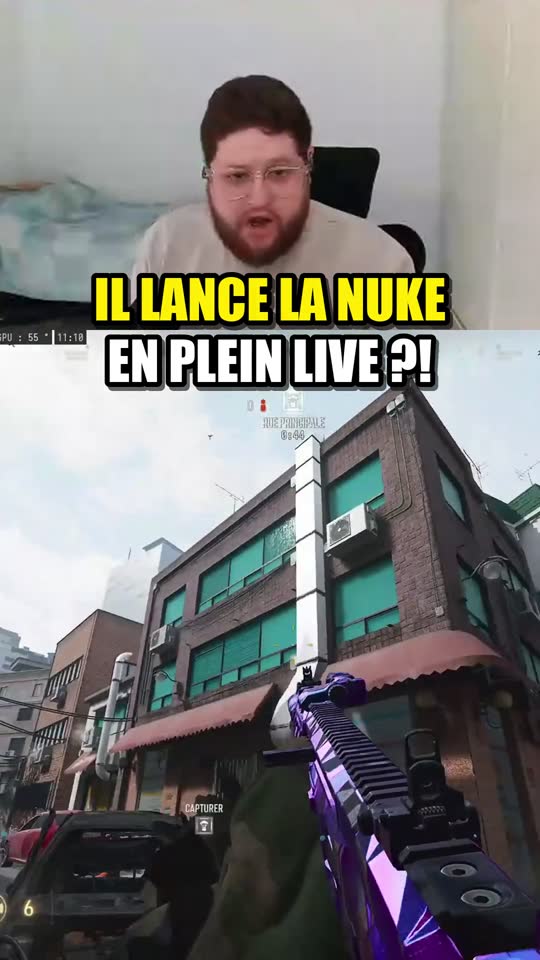 IL LANCE LA NUKE
GPU : 55 ° 11:10
EN PLEIN LIVE ?!
0
RUE PRINCIPALE
0:44
CAPTURER
6